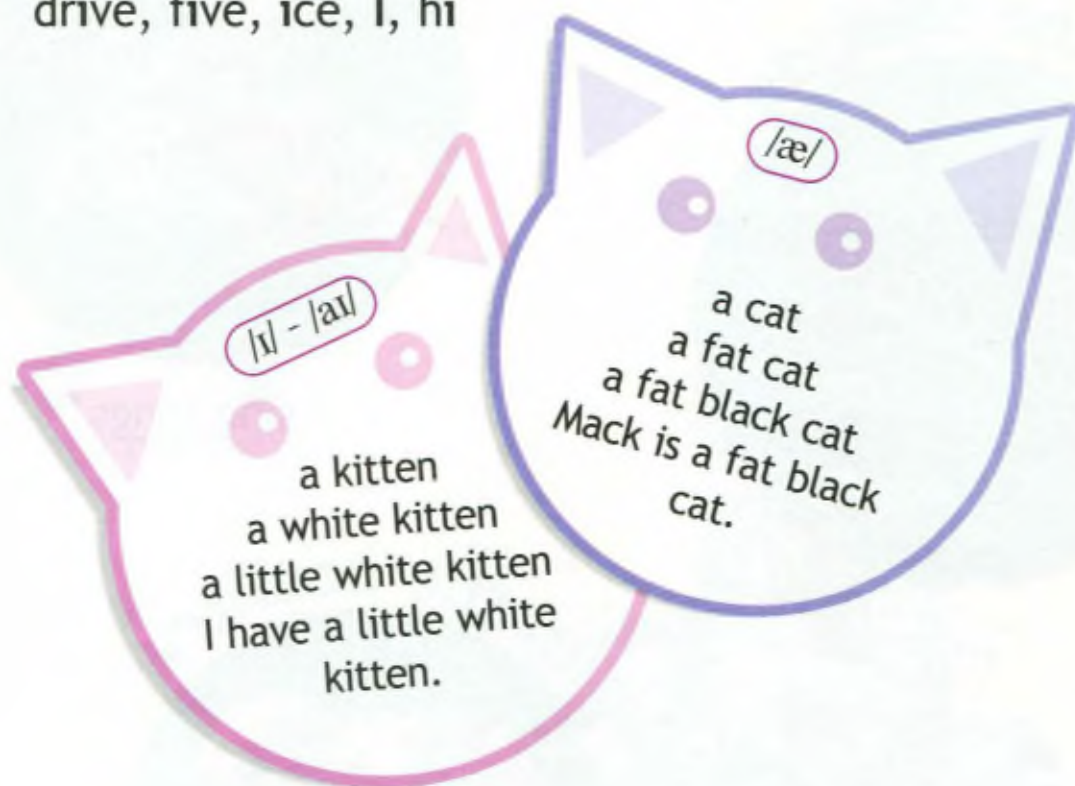 drive, five, ice, I, hi
/æ/
a cat
a fat cat
a fat black cat
Mack is a fat black
cat.
/ɪ/ - /aɪ/
a kitten
a white kitten
a little white kitten
I have a little white
kitten.